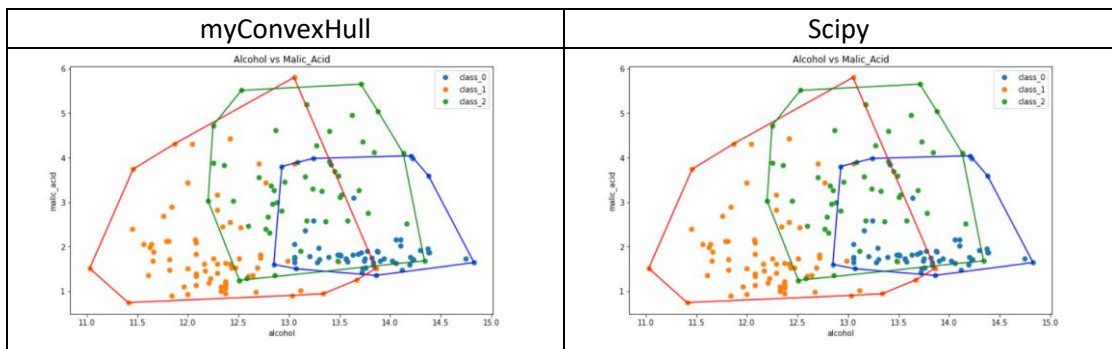 myConvexHull
Scipy
Alcohol vs Malic_Acid
class_0
class_1
class_2
malic_acid
6
5
4
3
2
1
11.0 11.5 12.0 12.5 13.0 13.5 14.0 14.5 15.0
alcohol
Alcohol vs Malic_Acid
class_0
class_1
class_2
malic_acid
6
5
4
3
2
1
11.0 11.5 12.0 12.5 13.0 13.5 14.0 14.5 15.0
alcohol